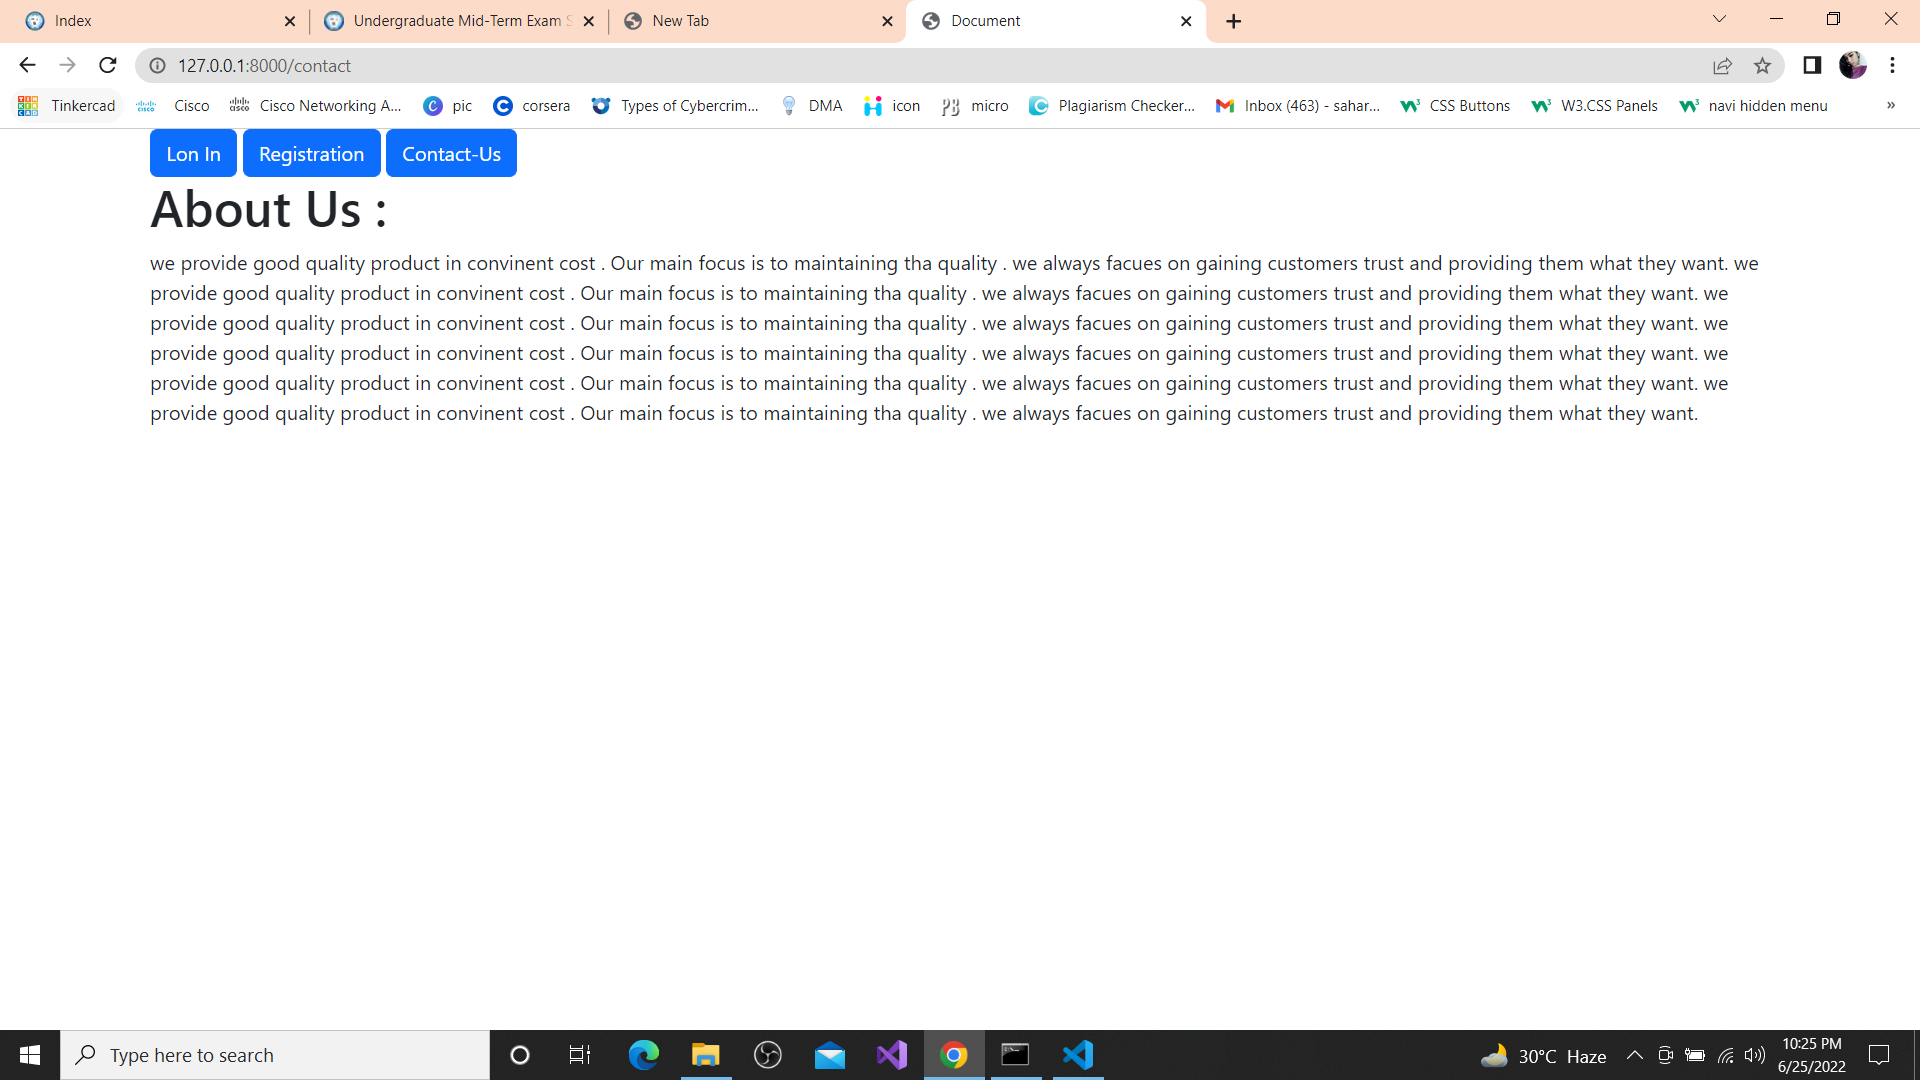 Index
Undergraduate Mid-Term Exam S
New Tab
Document
127.0.0.1:8000/contact
Tinkercad
Cisco
Cisco Networking A...
pic
corsera
Types of Cybercrim...
DMA
icon
micro
Plagiarism Checker...
Inbox (463) - sahar...
CSS Buttons
W3.CSS Panels
navi hidden menu
»
Lon In
Registration
Contact-Us
About Us :
we provide good quality product in convinent cost . Our main focus is to maintaining tha quality . we always facues on gaining customers trust and providing them what they want. we
provide good quality product in convinent cost . Our main focus is to maintaining tha quality . we always facues on gaining customers trust and providing them what they want. we
provide good quality product in convinent cost . Our main focus is to maintaining tha quality . we always facues on gaining customers trust and providing them what they want. we
provide good quality product in convinent cost . Our main focus is to maintaining tha quality . we always facues on gaining customers trust and providing them what they want. we
provide good quality product in convinent cost . Our main focus is to maintaining tha quality . we always facues on gaining customers trust and providing them what they want. we
provide good quality product in convinent cost . Our main focus is to maintaining tha quality . we always facues on gaining customers trust and providing them what they want.
Type here to search
30°C Haze
10:25 PM
6/25/2022